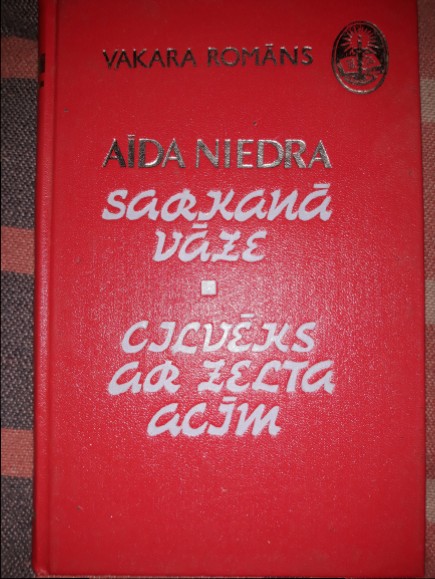 VAKARA ROMĀNS
AĪDA NIEDRA
SARKANĀ
VĀZE
CILVĒKS
AR ZELTA
ACĪM